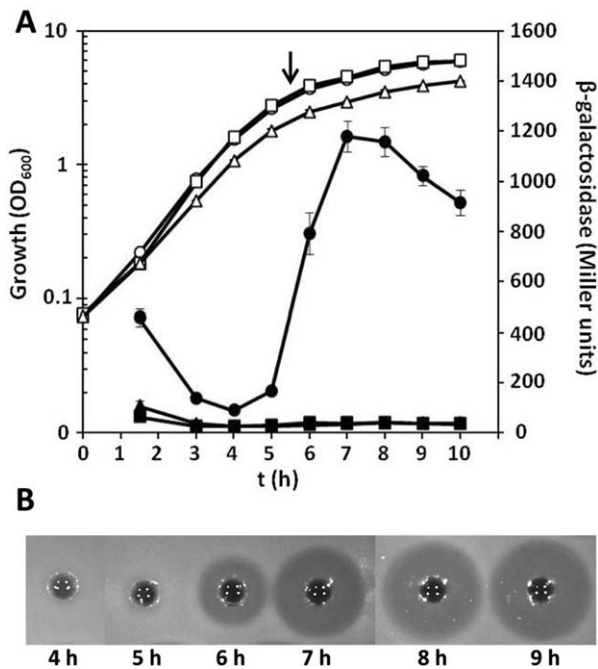 A
10
1
0.1
0
Growth (OD600)
1600
1400
1200
1000
800
600
400
200
0
β-galactosidase (Miller units)
0 1 2 3 4 5 6 7 8 9 10
t (h)
B
4 h 5 h 6 h 7 h 8 h 9 h